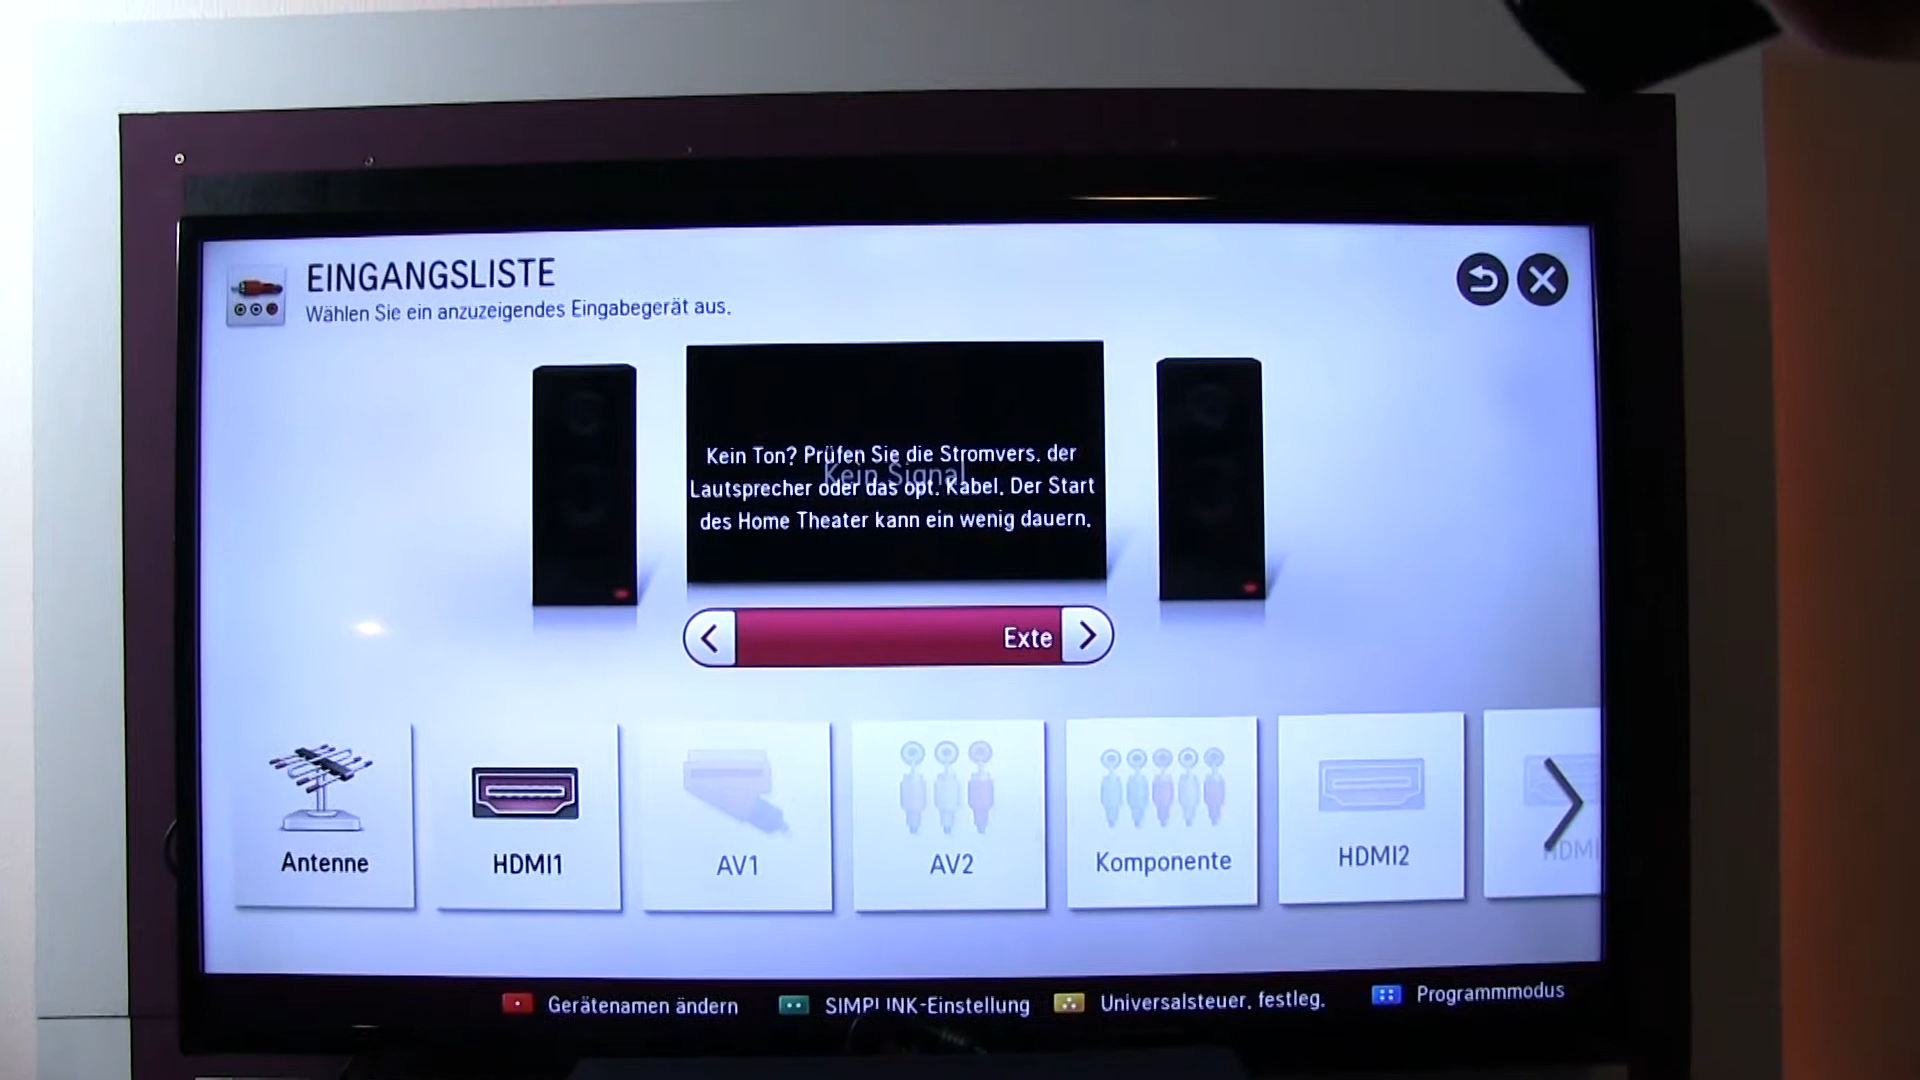 EINGANGSLISTE
Wählen Sie ein anzuzeigendes Eingabegerät aus.
Kein Ton? Prüfen Sie die Stromvers. der
Kein Signal
Lautsprecher oder das opt. Kabel. Der Start
des Home Theater kann ein wenig dauern.
Exte
Antenne
HDMI1
AV1
AV2
Komponente
HDMI2
HDMI
Gerätenamen ändern
SIMPLINK-Einstellung
Universalsteuer. festleg.
Programmmodus